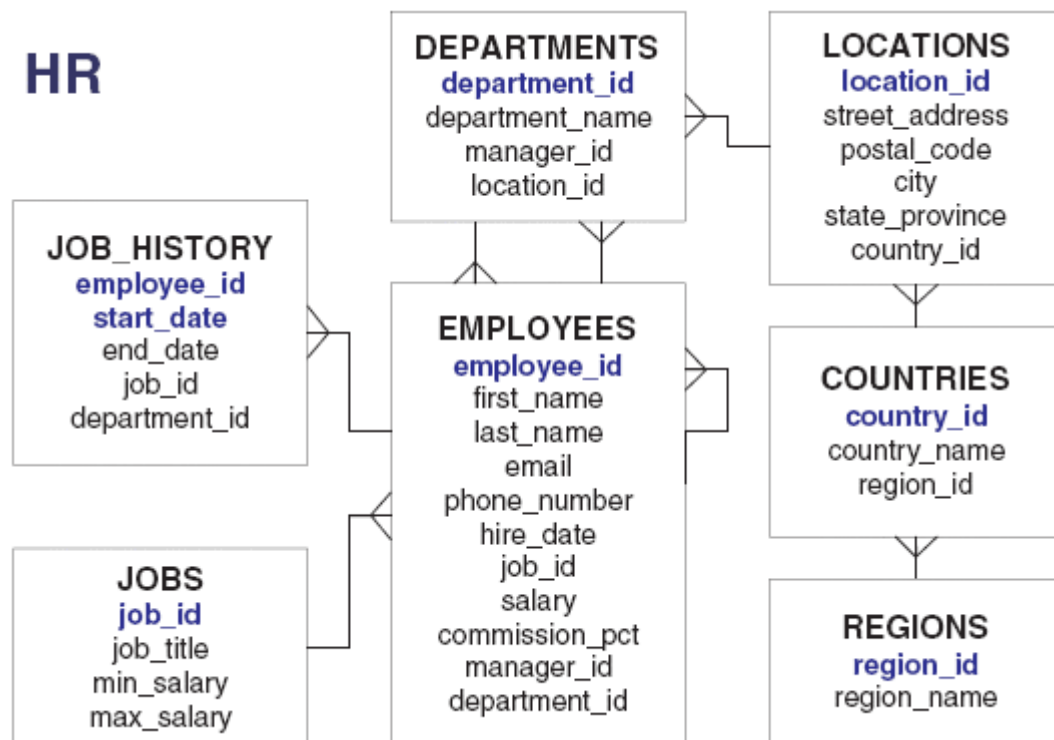 HR
DEPARTMENTS
department_id
department_name
manager_id
location_id
LOCATIONS
location_id
street_address
postal_code
city
state_province
country_id
JOB_HISTORY
employee_id
start_date
end_date
job_id
department_id
EMPLOYEES
employee_id
first_name
last_name
email
phone_number
hire_date
job_id
salary
commission_pct
manager_id
department_id
COUNTRIES
country_id
country_name
region_id
JOBS
job_id
job_title
min_salary
max_salary
REGIONS
region_id
region_name